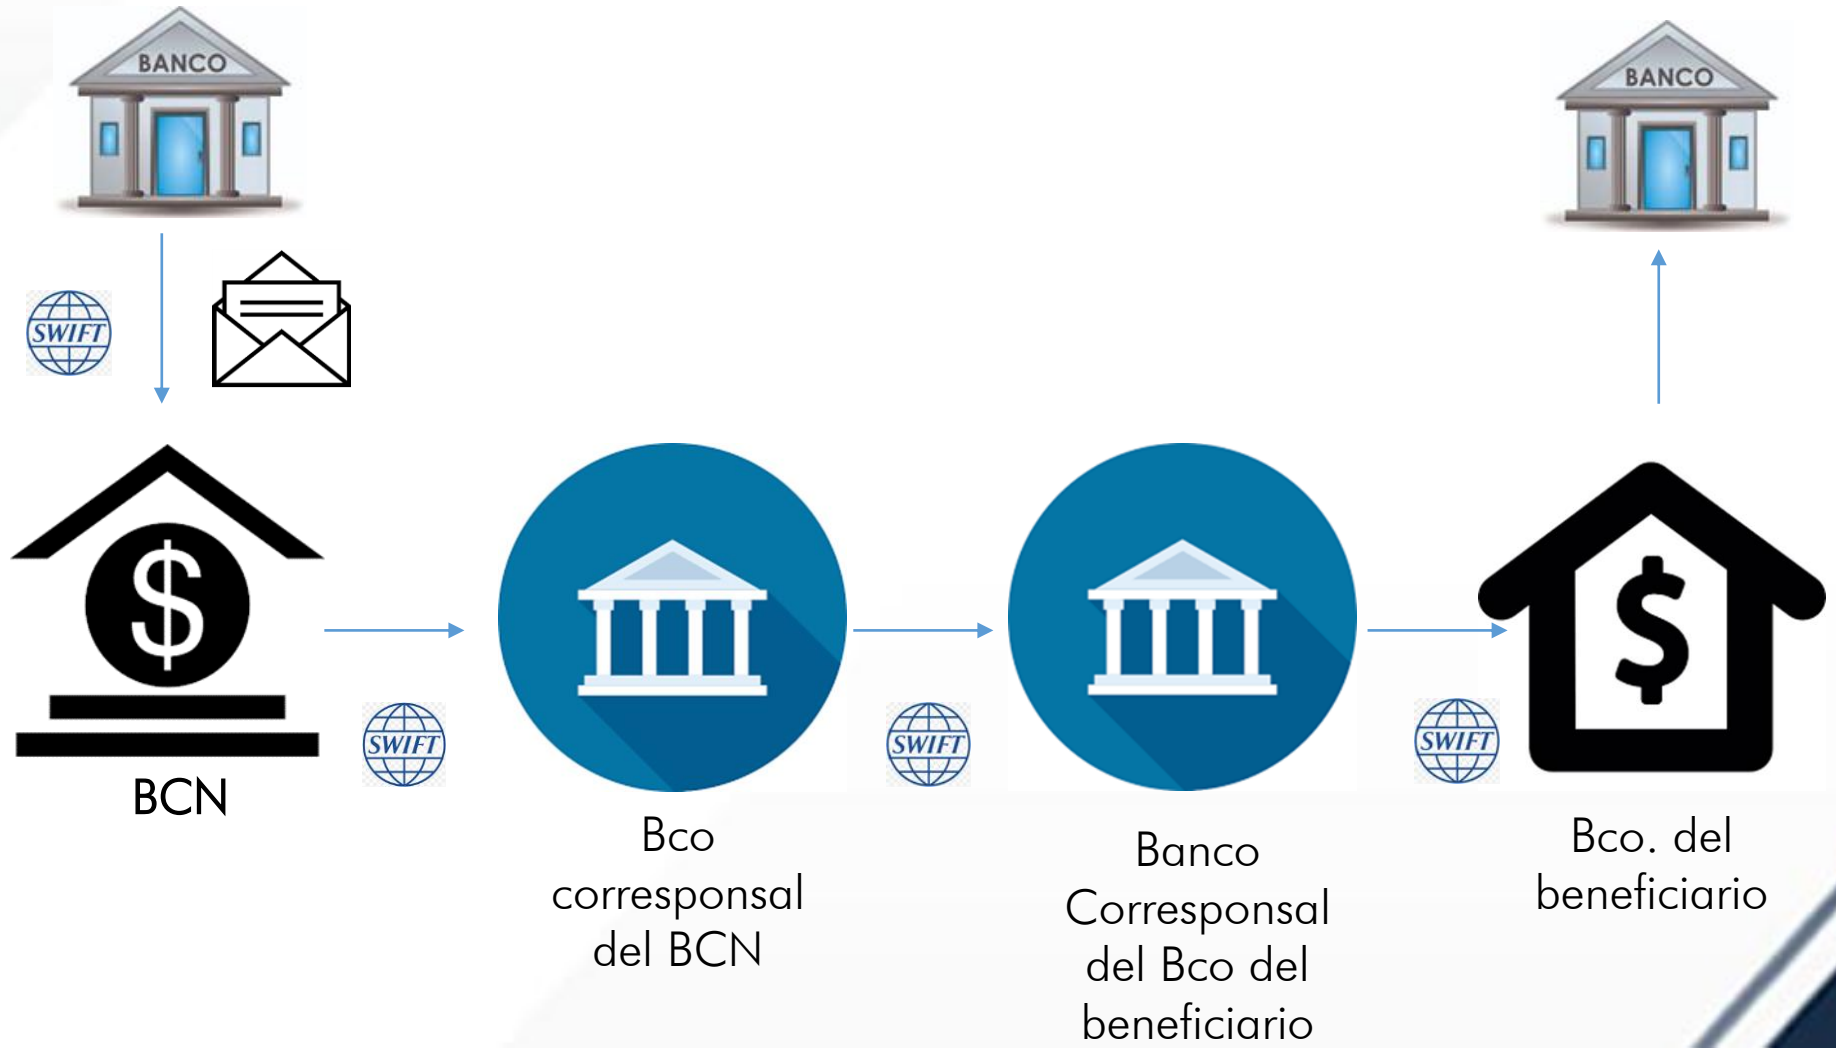 BANCO
BANCO
SWIFT
$
$
SWIFT
SWIFT
SWIFT
BCN
Bco
corresponsal
del BCN
Banco
Corresponsal
del Bco del
beneficiario
Bco. del
beneficiario